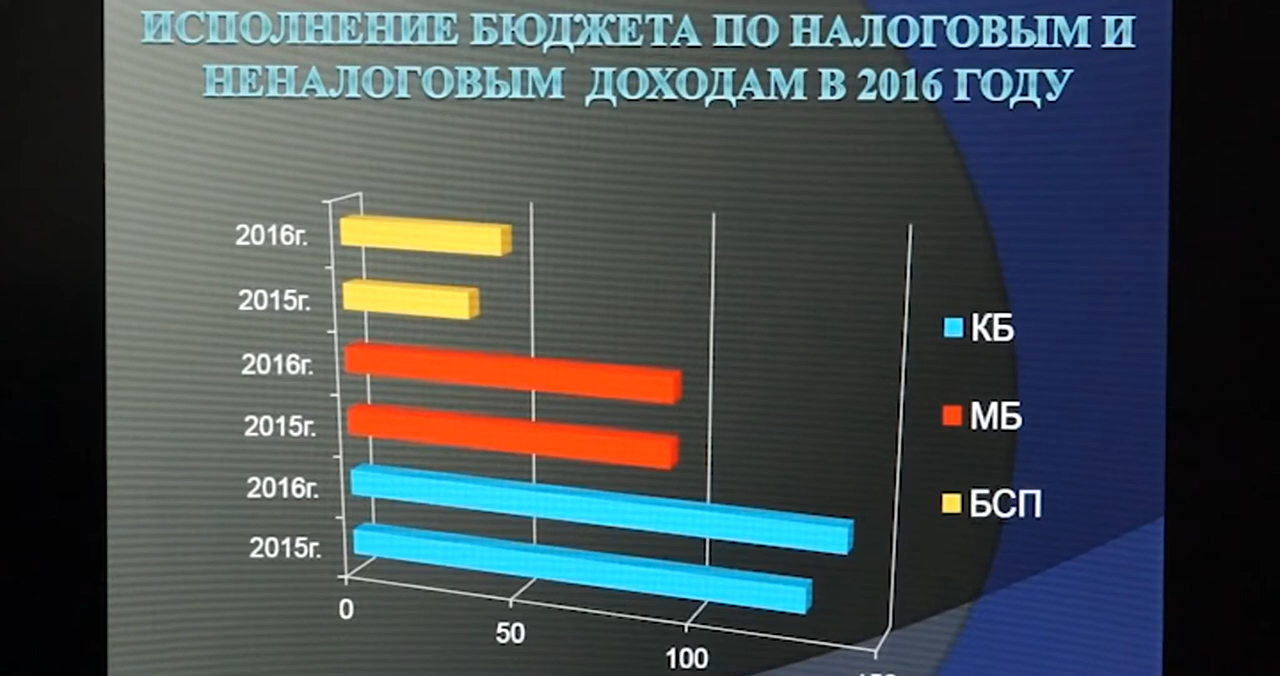 ИСПОЛНЕНИЕ БЮДЖЕТА ПО НАЛОГОВЫМ И
НЕНАЛОГОВЫМ ДОХОДАМ В 2016 ГОДУ
2016г.
2015г.
2016г.
2015г.
2016г.
2015г.
0
50
100
КБ
МБ
БСП